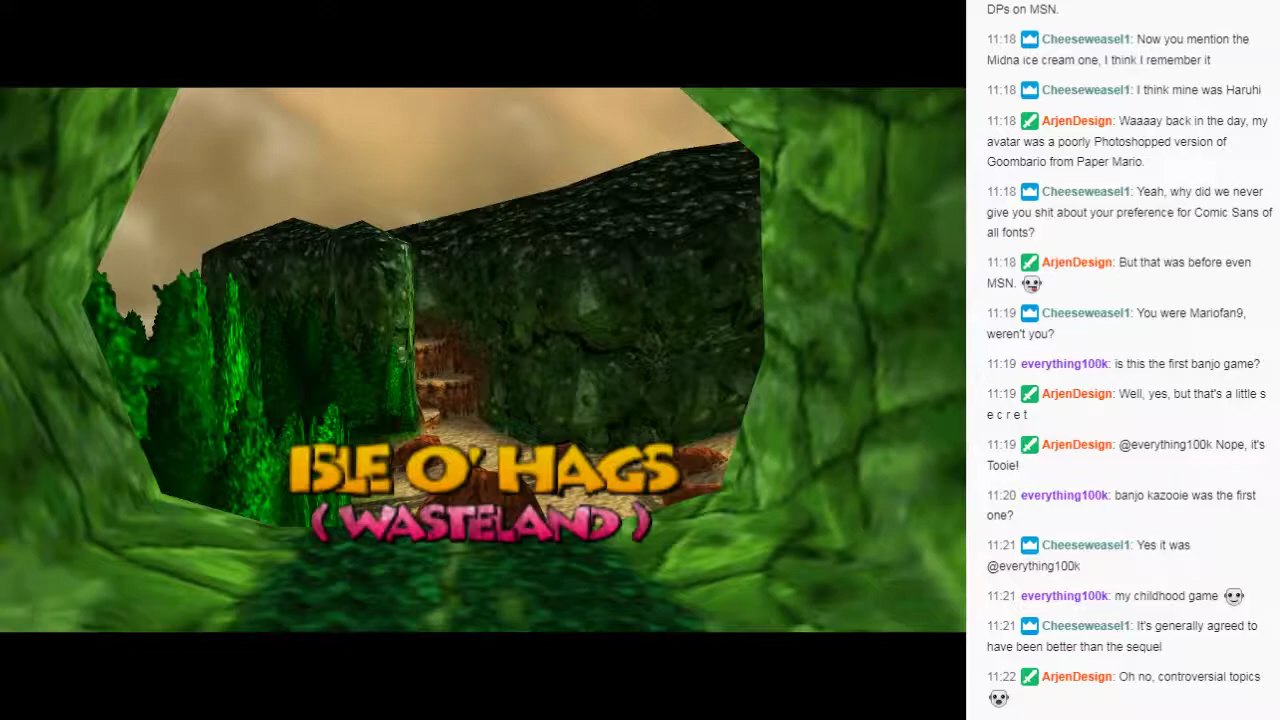 ISLE O' HAGS
( WASTELAND )
DPs on MSN.
11:18 Cheeseweasel1: Now you mention the
Midna ice cream one, I think I remember it
11:18 Cheeseweasel1: I think mine was Haruhi
11:18 ArjenDesign: Waaaay back in the day, my
avatar was a poorly Photoshopped version of
Goombario from Paper Mario.
11:18 Cheeseweasel1: Yeah, why did we never
give you shit about your preference for Comic Sans of
all fonts?
11:18 ArjenDesign: But that was before even
MSN.
11:19 Cheeseweasel1: You were Mariofan9,
weren't you?
11:19 everything100k: is this the first banjo game?
11:19 ArjenDesign: Well, yes, but that's a little s
e c r e t
11:19 ArjenDesign: @everything100k Nope, it's
Tooie!
11:20 everything100k: banjo kazooie was the first
one?
11:21 Cheeseweasel1: Yes it was
@everything100k
11:21 everything100k: my childhood game
11:21 Cheeseweasel1: It's generally agreed to
have been better than the sequel
11:22 ArjenDesign: Oh no, controversial topics